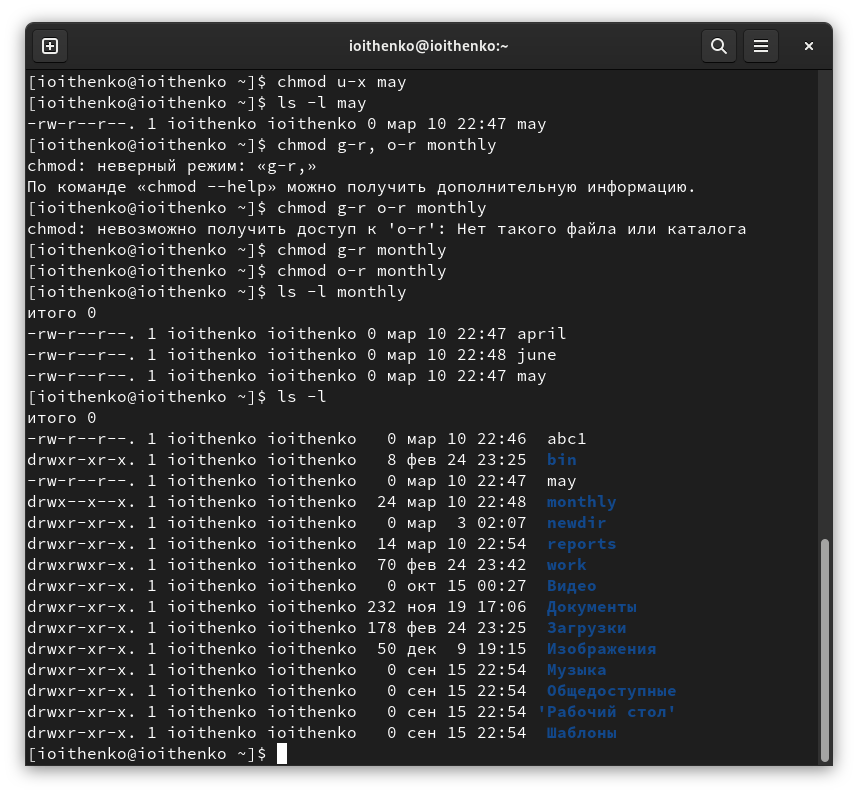 ioithenko@ioithenko:~
[ioithenko@ioithenko ~]$ chmod u-x may
[ioithenko@ioithenko ~]$ ls -l may
-rw-r--r--. 1 ioithenko ioithenko 0 мар 10 22:47 may
[ioithenko@ioithenko ~]$ chmod g-r, o-r monthly
chmod: неверный режим: «g-r,»
По команде «chmod --help» можно получить дополнительную информацию.
[ioithenko@ioithenko ~]$ chmod g-r o-r monthly
chmod: невозможно получить доступ к 'o-r': Нет такого файла или каталога
[ioithenko@ioithenko ~]$ chmod g-r monthly
[ioithenko@ioithenko ~]$ chmod o-r monthly
[ioithenko@ioithenko ~]$ ls -l monthly
итого 0
-rw-r--r--. 1 ioithenko ioithenko 0 мар 10 22:47 april
-rw-r--r--. 1 ioithenko ioithenko 0 мар 10 22:48 june
-rw-r--r--. 1 ioithenko ioithenko 0 мар 10 22:47 may
[ioithenko@ioithenko ~]$ ls -l
итого 0
-rw-r--r--. 1 ioithenko ioithenko   0 мар 10 22:46  abc1
drwxr-xr-x. 1 ioithenko ioithenko   8 фев 24 23:25  bin
-rw-r--r--. 1 ioithenko ioithenko   0 мар 10 22:47  may
drwx--x--x. 1 ioithenko ioithenko  24 мар 10 22:48  monthly
drwxr-xr-x. 1 ioithenko ioithenko   0 мар  3 02:07  newdir
drwxr-xr-x. 1 ioithenko ioithenko  14 мар 10 22:54  reports
drwxrwxr-x. 1 ioithenko ioithenko  70 фев 24 23:42  work
drwxr-xr-x. 1 ioithenko ioithenko   0 окт 15 00:27  Видео
drwxr-xr-x. 1 ioithenko ioithenko 232 ноя 19 17:06  Документы
drwxr-xr-x. 1 ioithenko ioithenko 178 фев 24 23:25  Загрузки
drwxr-xr-x. 1 ioithenko ioithenko  50 дек  9 19:15  Изображения
drwxr-xr-x. 1 ioithenko ioithenko   0 сен 15 22:54  Музыка
drwxr-xr-x. 1 ioithenko ioithenko   0 сен 15 22:54  Общедоступные
drwxr-xr-x. 1 ioithenko ioithenko   0 сен 15 22:54 'Рабочий стол'
drwxr-xr-x. 1 ioithenko ioithenko   0 сен 15 22:54  Шаблоны
[ioithenko@ioithenko ~]$